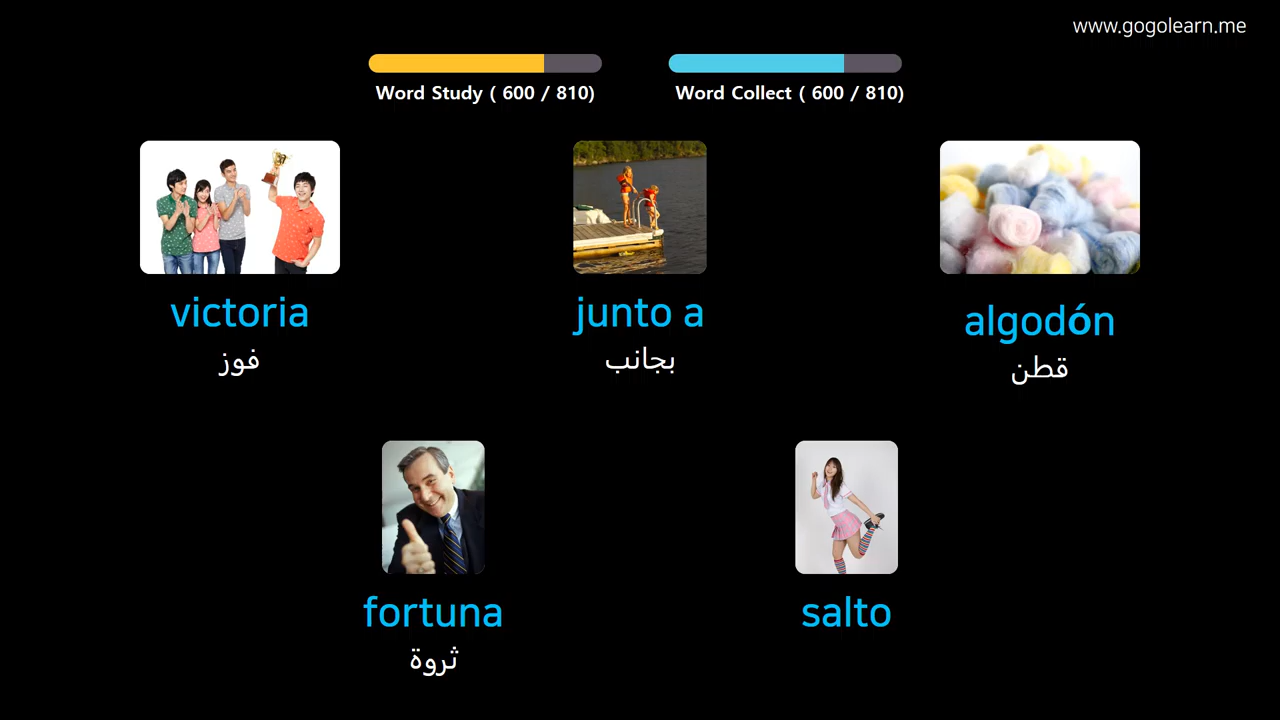 www.gogolearn.me
Word Study ( 600 / 810)
Word Collect ( 600 / 810)
victoria
فوز
junto a
بجانب
algodón
قطن
fortuna
ثروة
salto